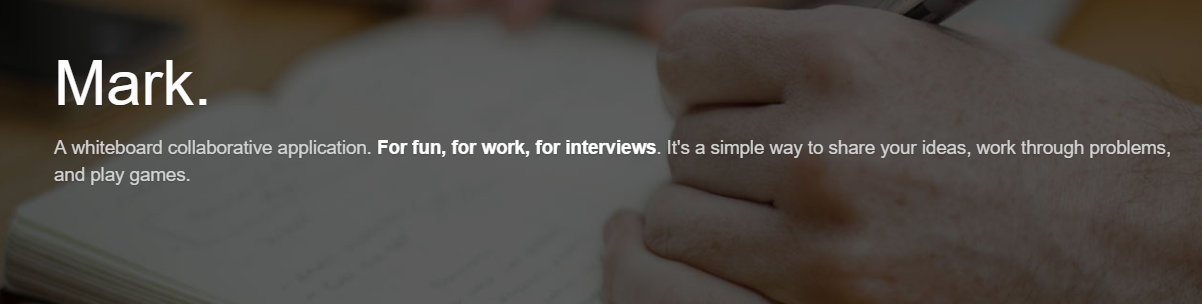 Mark.
A whiteboard collaborative application. For fun, for work, for interviews. It's a simple way to share your ideas, work through problems,
and play games.